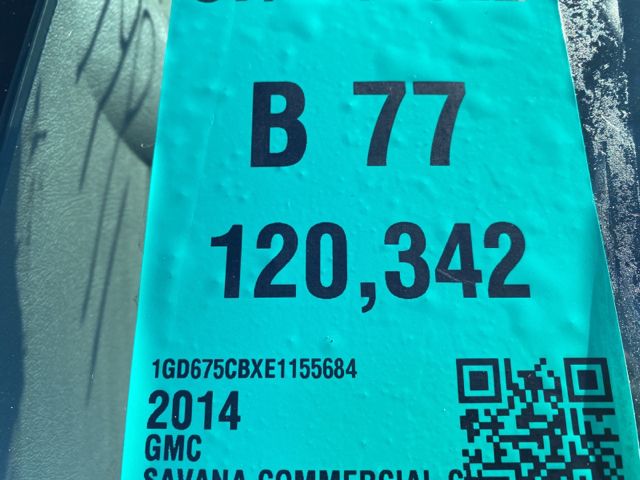 B 77
120,342
1GD675CBXE1155684
2014
GMC
SAVANA COMMERCIAL C